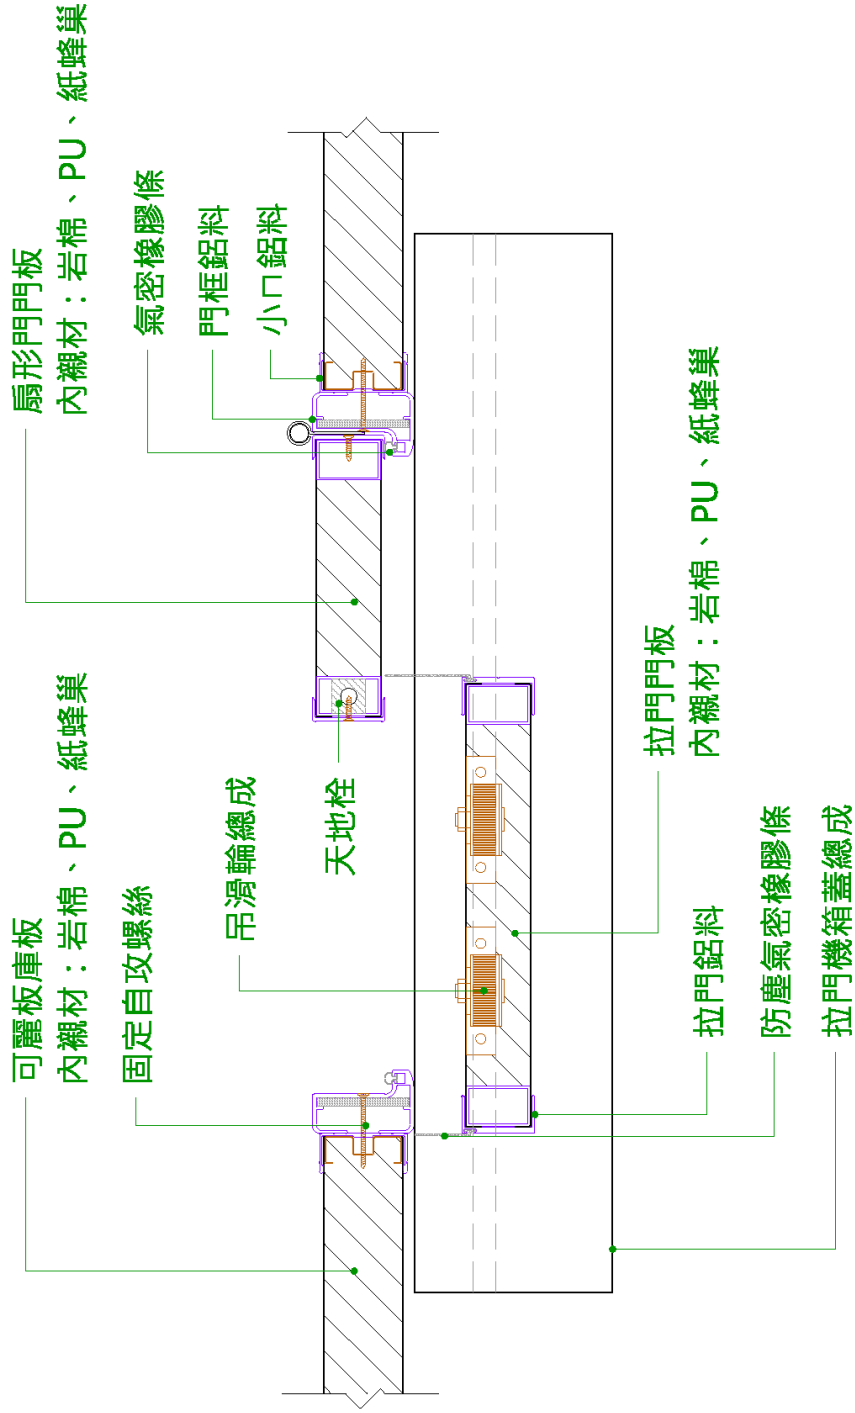 可麗板庫板
內襯材：岩棉、PU、紙蜂巢
固定自攻螺絲
吊滑輪總成
天地栓
扇形門門板
內襯材：岩棉、PU、紙蜂巢
氣密橡膠條
門框鋁料
小ㄇ鋁料
拉門鋁料
防塵氣密橡膠條
拉門機箱蓋總成
拉門門板
內襯材：岩棉、PU、紙蜂巢